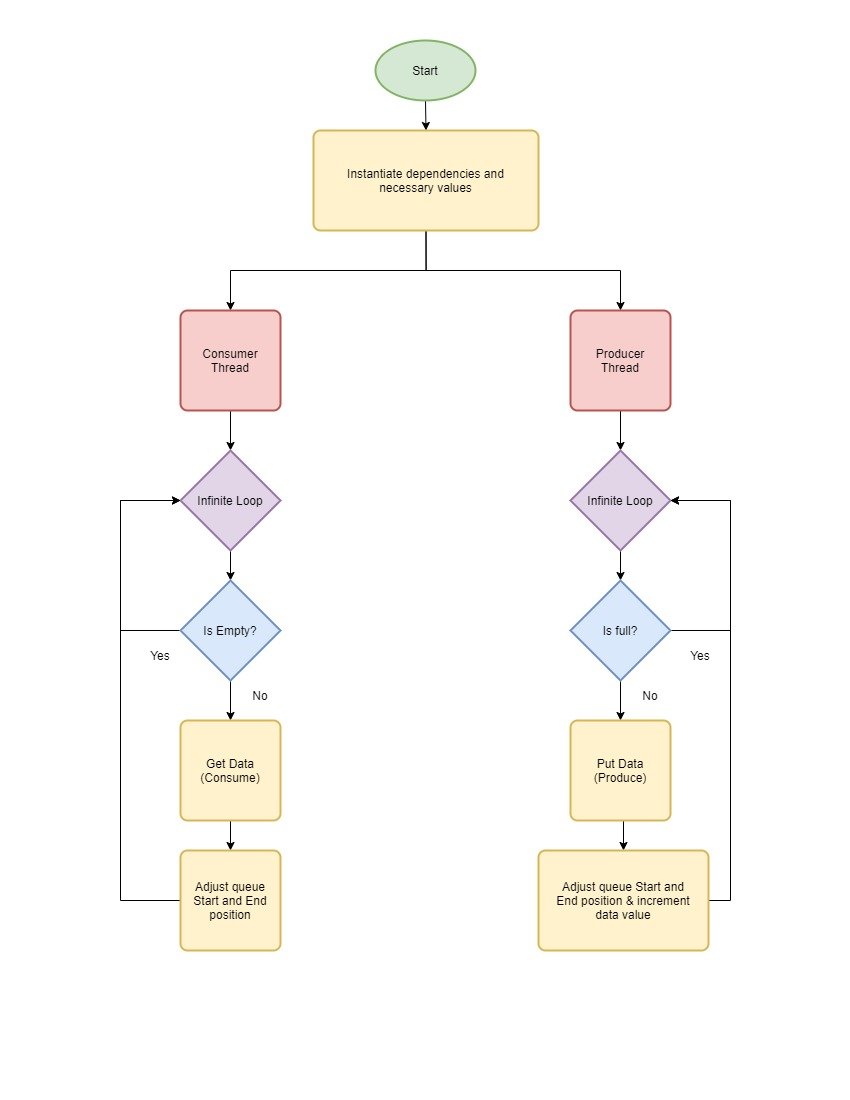 Start
Instantiate dependencies and
necessary values
Consumer
Thread
Producer
Thread
Infinite Loop
Infinite Loop
Is Empty?
Is full?
Yes
Yes
No
No
Get Data
(Consume)
Put Data
(Produce)
Adjust queue
Start and End
position
Adjust queue Start and
End position & increment
data value